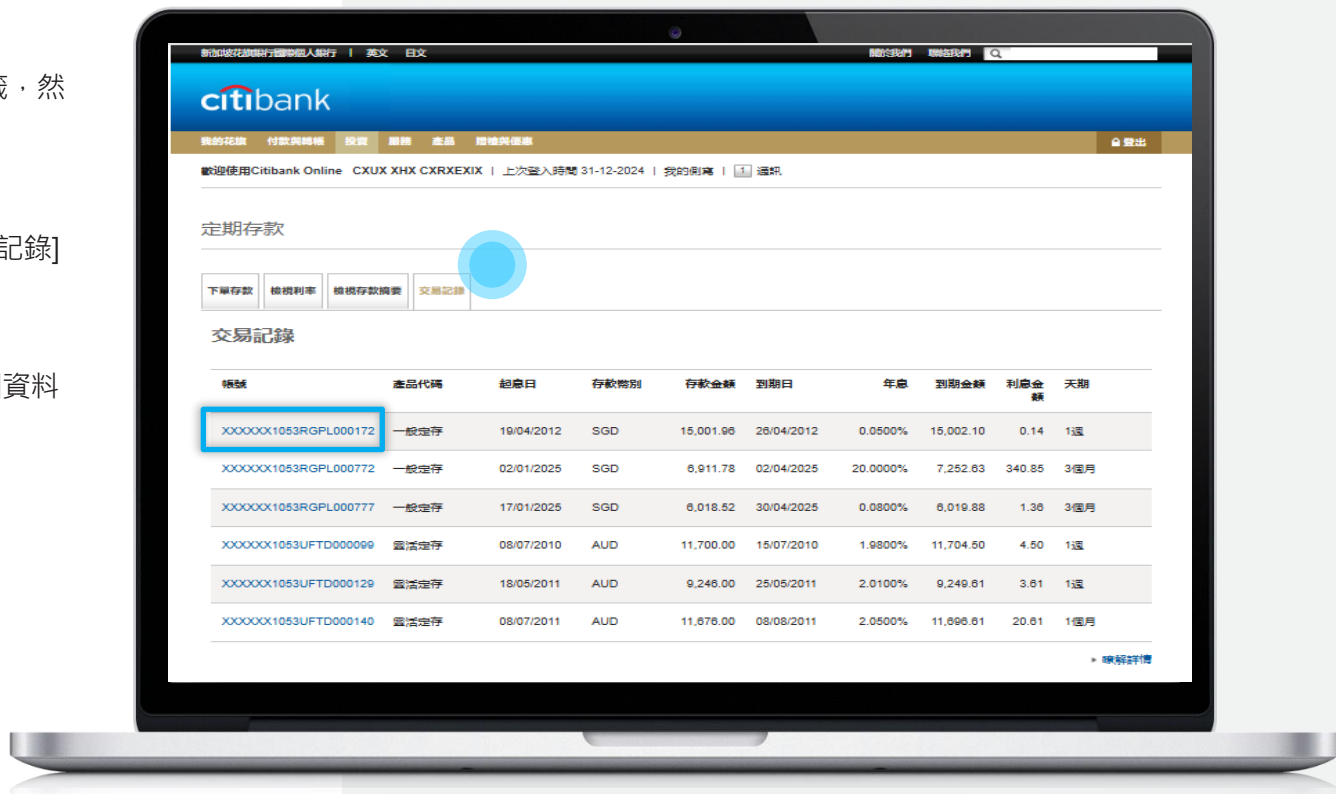 ，然
記錄]
資料
新加坡花旗銀行國際個人銀行 | 英文 日文 關於我們 聯絡我們
citibank
我的花旗 付款與轉帳 投資 服務 產品 贈禮與優惠 登出
歡迎使用Citibank Online CXUX XHX CXRXEXIX | 上次登入時間 31-12-2024 | 我的側寫 | 1 通訊
定期存款
下單存款 檢視利率 檢視存款摘要 交易記錄
交易記錄
帳號 產品代碼 起息日 存款幣別 存款金額 到期日 年息 到期金額 利息金額 天期
XXXXXX1053RGPL000172 一般定存 19/04/2012 SGD 15,001.96 26/04/2012 0.0500% 15,002.10 0.14 1週
XXXXXX1053RGPL000772 一般定存 02/01/2025 SGD 6,911.78 02/04/2025 20.0000% 7,252.63 340.85 3個月
XXXXXX1053RGPL000777 一般定存 17/01/2025 SGD 6,018.52 30/04/2025 0.0800% 6,019.88 1.36 3個月
XXXXXX1053UFTD000099 靈活定存 08/07/2010 AUD 11,700.00 15/07/2010 1.9800% 11,704.50 4.50 1週
XXXXXX1053UFTD000129 靈活定存 18/05/2011 AUD 9,246.00 25/05/2011 2.0100% 9,249.61 3.61 1週
XXXXXX1053UFTD000140 靈活定存 08/07/2011 AUD 11,676.00 08/08/2011 2.0500% 11,696.61 20.61 1個月
瞭解詳情